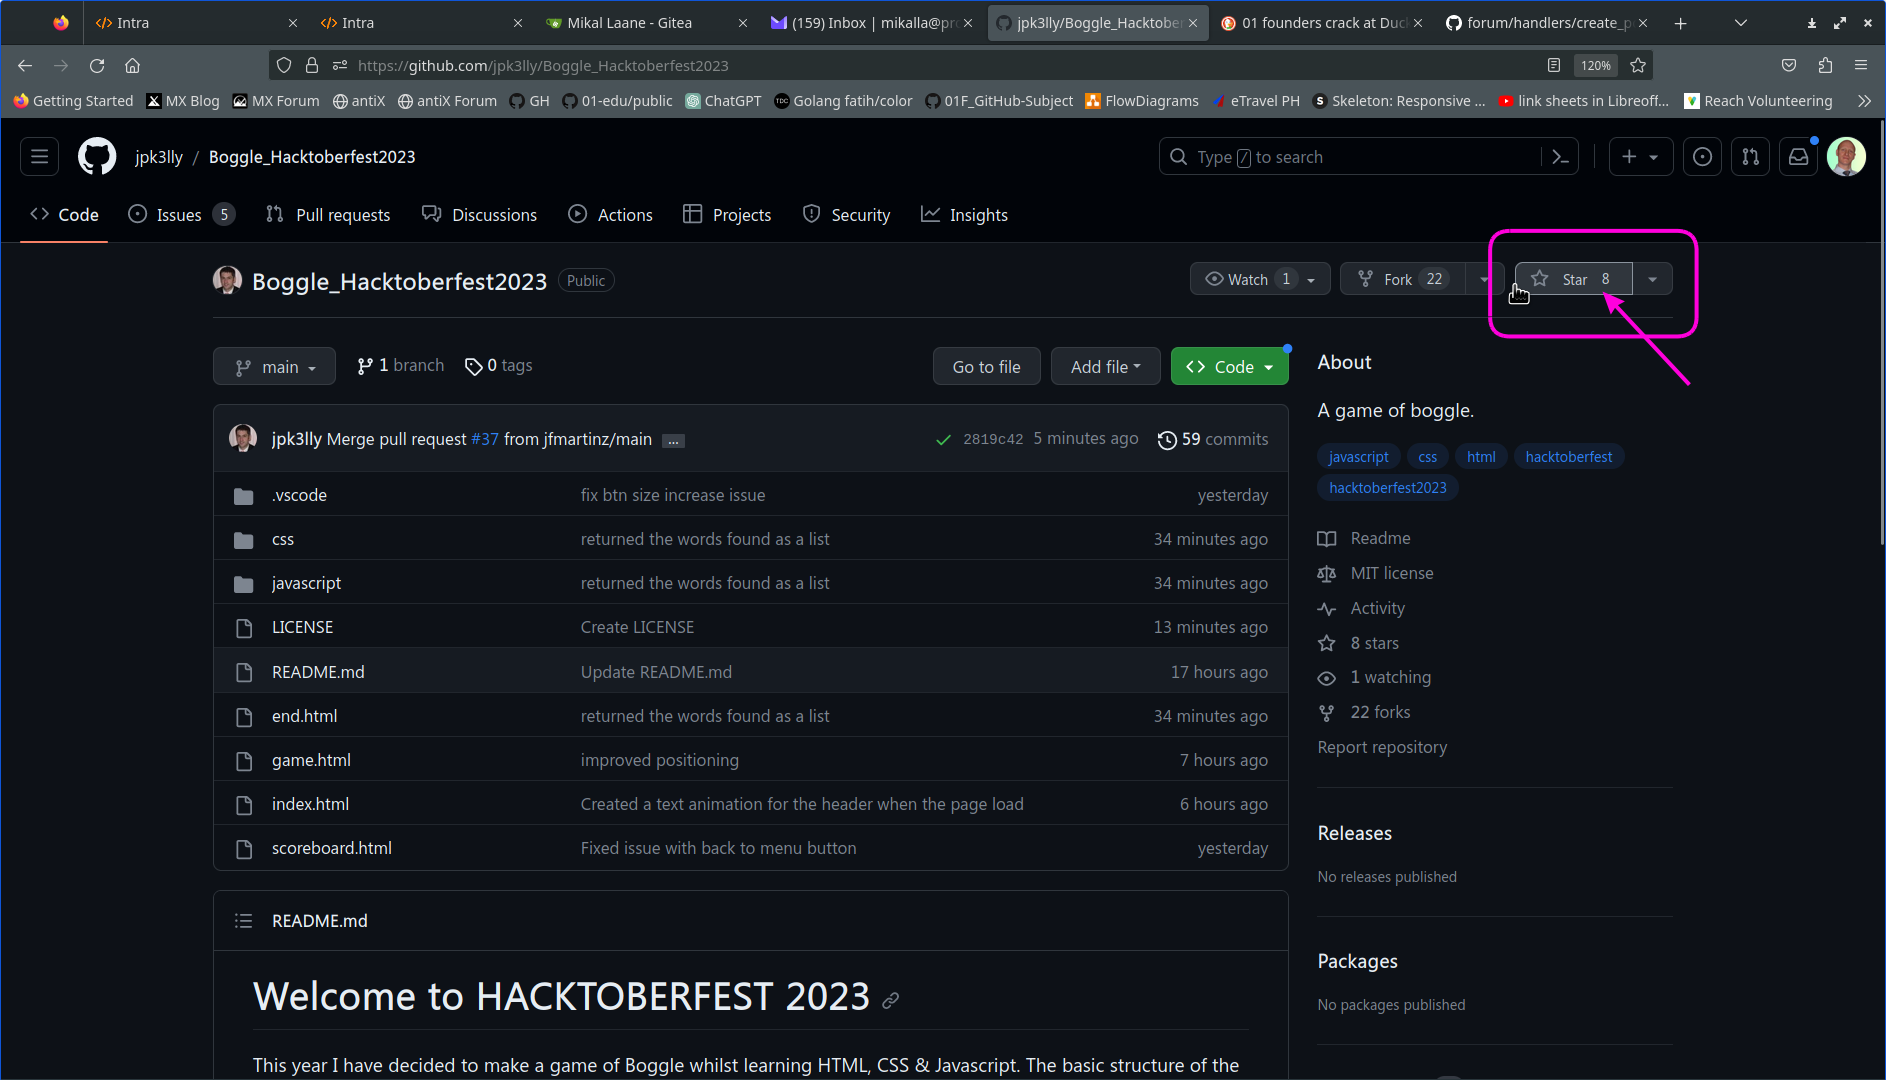 Intra
Intra
Mikal Laane - Gitea
(159) Inbox | mikalla@pr
jpk3lly/Boggle_Hacktober
01 founders crack at Duc
forum/handlers/create_p
https://github.com/jpk3lly/Boggle_Hacktoberfest2023
120%
Getting Started
MX Blog
MX Forum
antiX
antiX Forum
GH
01-edu/public
ChatGPT
Golang fatih/color
01F_GitHub-Subject
FlowDiagrams
eTravel PH
Skeleton: Responsive ...
link sheets in Libreoff...
Reach Volunteering
jpk3lly / Boggle_Hacktoberfest2023
Type / to search
Code
Issues 5
Pull requests
Discussions
Actions
Projects
Security
Insights
Boggle_Hacktoberfest2023 Public
Watch 1
Fork 22
Star 8
main
1 branch
0 tags
Go to file
Add file
Code
jpk3lly Merge pull request #37 from jfmartinz/main ...
2819c42 5 minutes ago
59 commits
.vscode fix btn size increase issue yesterday
css returned the words found as a list 34 minutes ago
javascript returned the words found as a list 34 minutes ago
LICENSE Create LICENSE 13 minutes ago
README.md Update README.md 17 hours ago
end.html returned the words found as a list 34 minutes ago
game.html improved positioning 7 hours ago
index.html Created a text animation for the header when the page load 6 hours ago
scoreboard.html Fixed issue with back to menu button yesterday
README.md
Welcome to HACKTOBERFEST 2023
This year I have decided to make a game of Boggle whilst learning HTML, CSS & Javascript. The basic structure of the
About
A game of boggle.
javascript css html hacktoberfest
hacktoberfest2023
Readme
MIT license
Activity
8 stars
1 watching
22 forks
Report repository
Releases
No releases published
Packages
No packages published